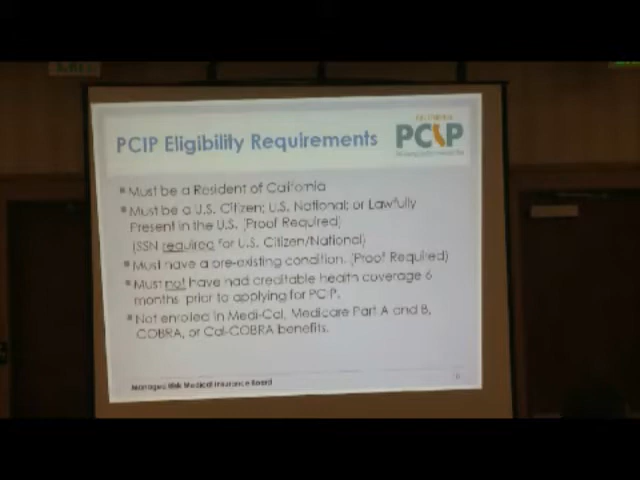 PCIP Eligibility Requirements
PCIP
Must be a Resident of California
Must be a U.S. Citizen; U.S. National; or Lawfully
Present in the U.S. (Proof Required)
(SSN required for U.S. Citizen/National)
Must have a pre-existing condition. (Proof Required)
Must not have had creditable health coverage 6
months prior to applying for PCIP.
Not enrolled in Medi-Cal, Medicare Part A and B,
COBRA, or Cal-COBRA benefits.
Managed Risk Medical Insurance Board